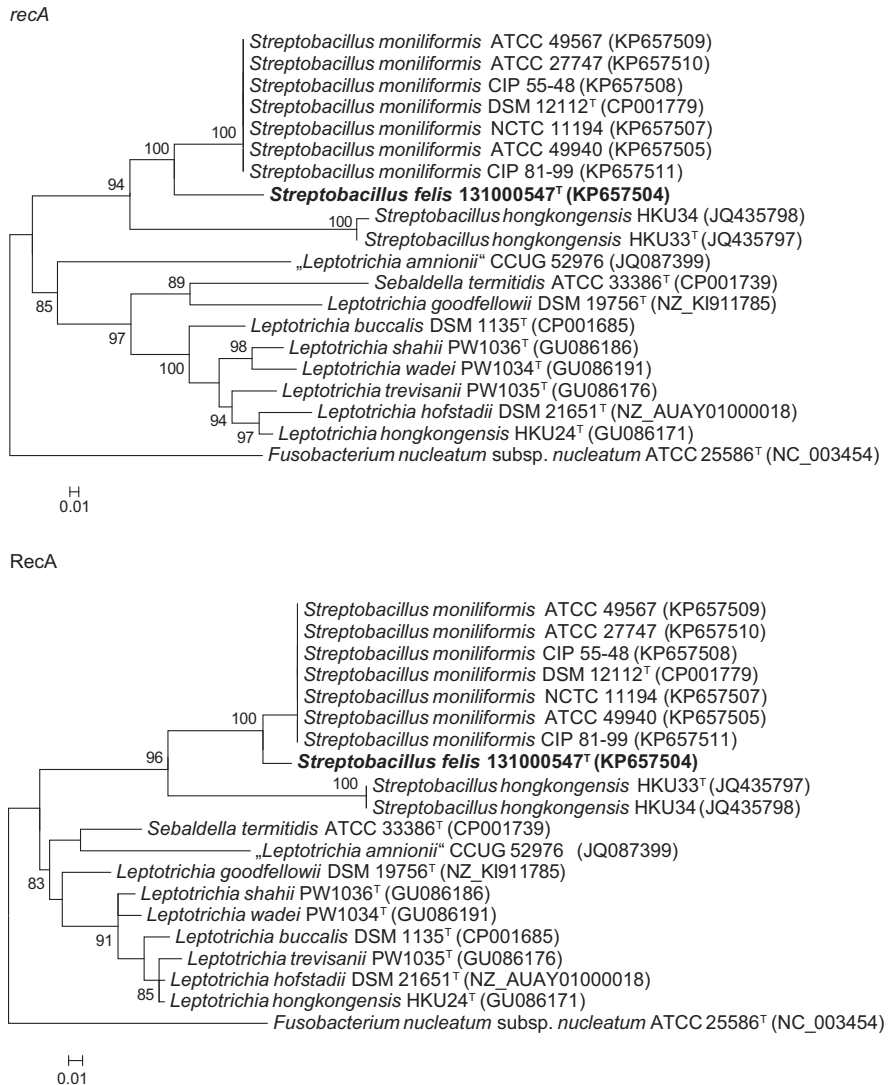 recA
Streptobacillus moniliformis ATCC 49567 (KP657509)
Streptobacillus moniliformis ATCC 27747 (KP657510)
Streptobacillus moniliformis CIP 55-48 (KP657508)
Streptobacillus moniliformis DSM 12112ᵀ (CP001779)
100
Streptobacillus moniliformis NCTC 11194 (KP657507)
100
Streptobacillus moniliformis ATCC 49940 (KP657505)
Streptobacillus moniliformis CIP 81-99 (KP657511)
94
Streptobacillus felis 131000547ᵀ (KP657504)
100
Streptobacillus hongkongensis HKU34 (JQ435798)
Streptobacillus hongkongensis HKU33ᵀ (JQ435797)
„Leptotrichia amnionii“ CCUG 52976 (JQ087399)
89
Sebaldella termitidis ATCC 33386ᵀ (CP001739)
85
Leptotrichia goodfellowii DSM 19756ᵀ (NZ_KI911785)
97
Leptotrichia buccalis DSM 1135ᵀ (CP001685)
98
Leptotrichia shahii PW1036ᵀ (GU086186)
100
Leptotrichia wadei PW1034ᵀ (GU086191)
Leptotrichia trevisanii PW1035ᵀ (GU086176)
94
Leptotrichia hofstadii DSM 21651ᵀ (NZ_AUAY01000018)
97
Leptotrichia hongkongensis HKU24ᵀ (GU086171)
Fusobacterium nucleatum subsp. nucleatum ATCC 25586ᵀ (NC_003454)
0.01
RecA
Streptobacillus moniliformis ATCC 49567 (KP657509)
Streptobacillus moniliformis ATCC 27747 (KP657510)
Streptobacillus moniliformis CIP 55-48 (KP657508)
Streptobacillus moniliformis DSM 12112ᵀ (CP001779)
Streptobacillus moniliformis NCTC 11194 (KP657507)
100
Streptobacillus moniliformis ATCC 49940 (KP657505)
Streptobacillus moniliformis CIP 81-99 (KP657511)
96
Streptobacillus felis 131000547ᵀ (KP657504)
100
Streptobacillus hongkongensis HKU33ᵀ (JQ435797)
Streptobacillus hongkongensis HKU34 (JQ435798)
Sebaldella termitidis ATCC 33386ᵀ (CP001739)
„Leptotrichia amnionii“ CCUG 52976 (JQ087399)
83
Leptotrichia goodfellowii DSM 19756ᵀ (NZ_KI911785)
Leptotrichia shahii PW1036ᵀ (GU086186)
Leptotrichia wadei PW1034ᵀ (GU086191)
91
Leptotrichia buccalis DSM 1135ᵀ (CP001685)
Leptotrichia trevisanii PW1035ᵀ (GU086176)
Leptotrichia hofstadii DSM 21651ᵀ (NZ_AUAY01000018)
85
Leptotrichia hongkongensis HKU24ᵀ (GU086171)
Fusobacterium nucleatum subsp. nucleatum ATCC 25586ᵀ (NC_003454)
0.01